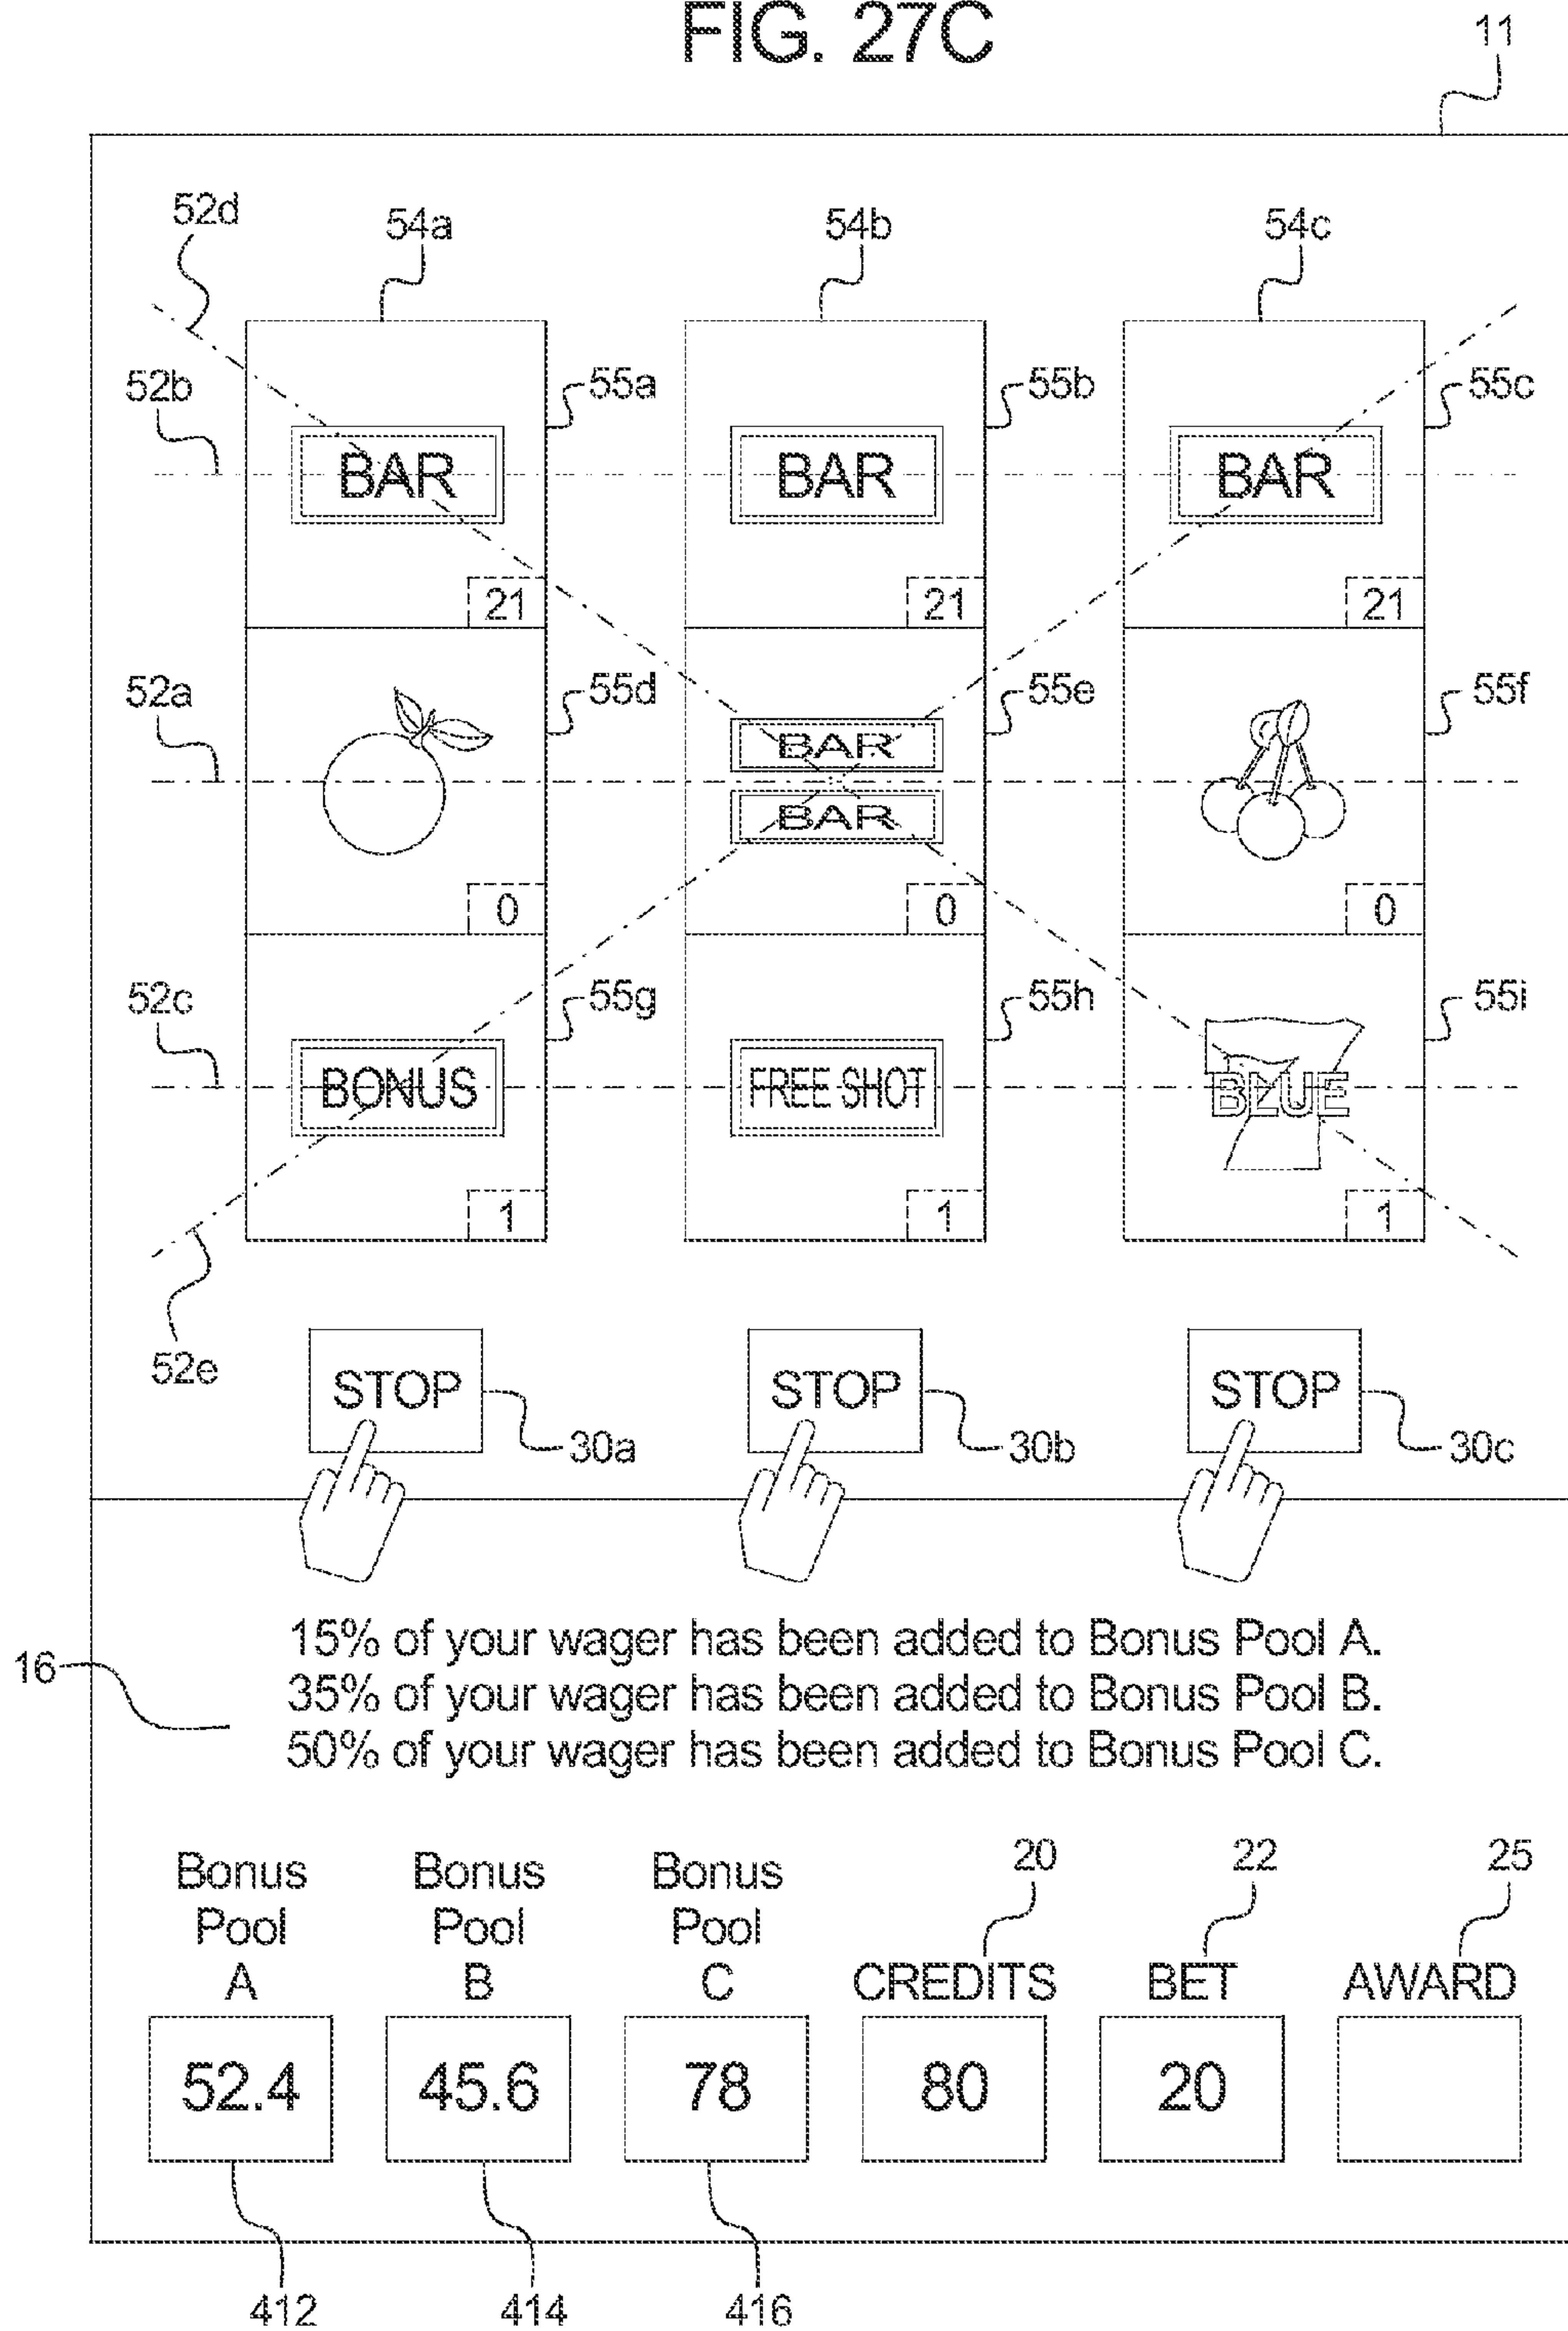 FIG. 27C
11
52d
54a
54b
54c
52b
55a
55b
55c
BAR
BAR
BAR
21
21
21
52a
55d
55e
55f
BAR
BAR
0
0
0
52c
55g
55h
55i
BONUS
FREE SHOT
BLUE
1
1
1
52e
STOP
STOP
STOP
30a
30b
30c
15% of your wager has been added to Bonus Pool A.
16
35% of your wager has been added to Bonus Pool B.
50% of your wager has been added to Bonus Pool C.
20
22
25
Bonus
Pool
A
Bonus
Pool
B
Bonus
Pool
C
CREDITS
BET
AWARD
52.4
45.6
78
80
20
412
414
416